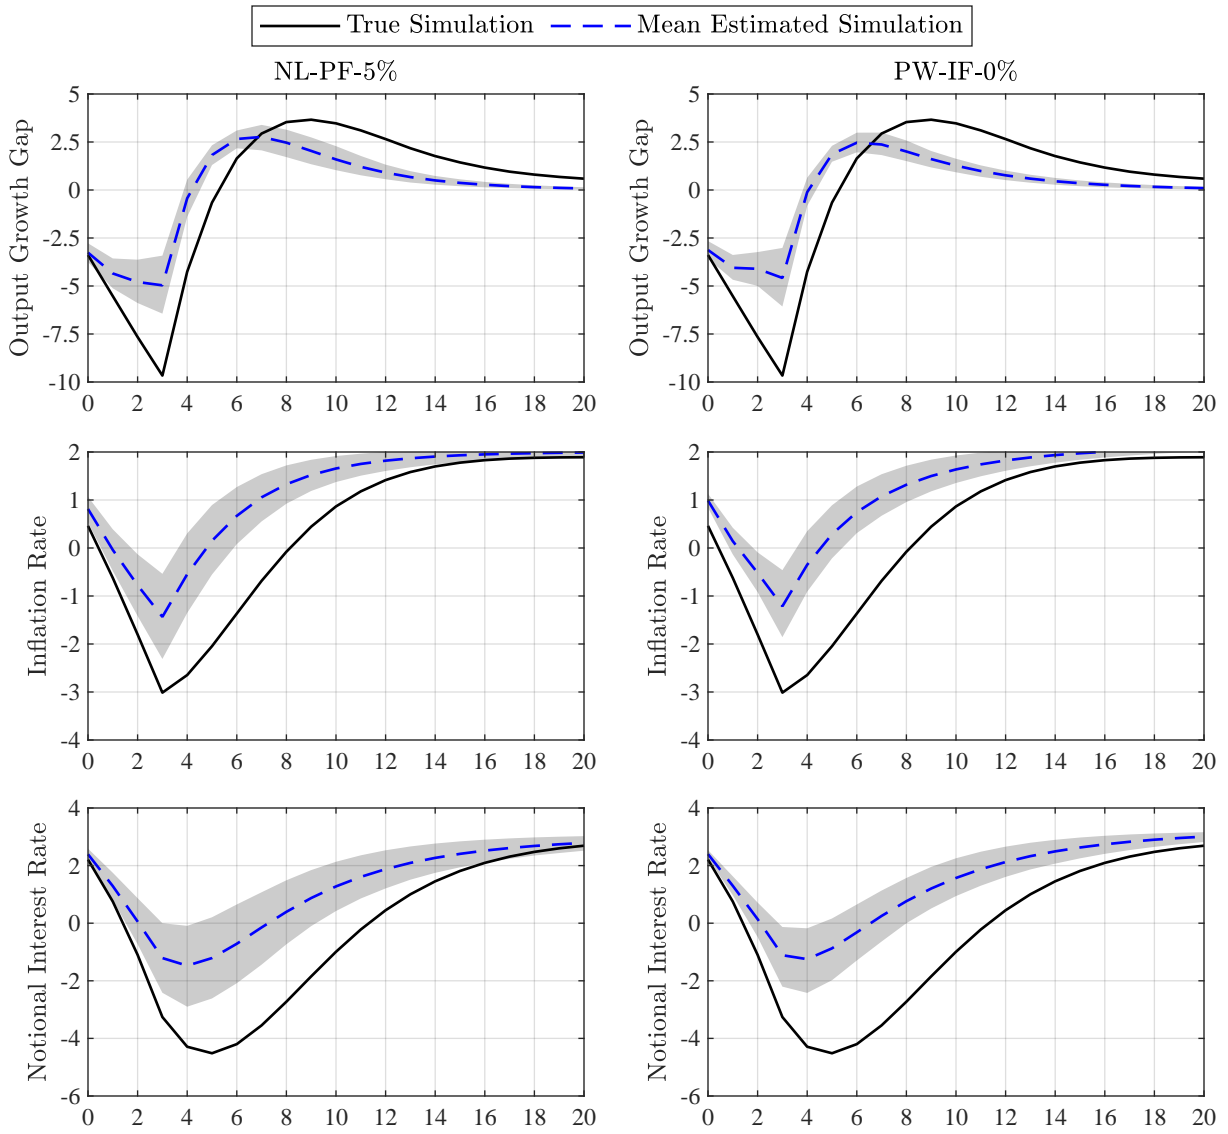 True Simulation Mean Estimated Simulation
NL-PF-5%
5
2.5
0
-2.5
-5
-7.5
-10
Output Growth Gap
0 2 4 6 8 10 12 14 16 18 20
PW-IF-0%
5
2.5
0
-2.5
-5
-7.5
-10
Output Growth Gap
0 2 4 6 8 10 12 14 16 18 20
2
1
0
-1
-2
-3
-4
Inflation Rate
0 2 4 6 8 10 12 14 16 18 20
2
1
0
-1
-2
-3
-4
Inflation Rate
0 2 4 6 8 10 12 14 16 18 20
4
2
0
-2
-4
-6
Notional Interest Rate
0 2 4 6 8 10 12 14 16 18 20
4
2
0
-2
-4
-6
Notional Interest Rate
0 2 4 6 8 10 12 14 16 18 20